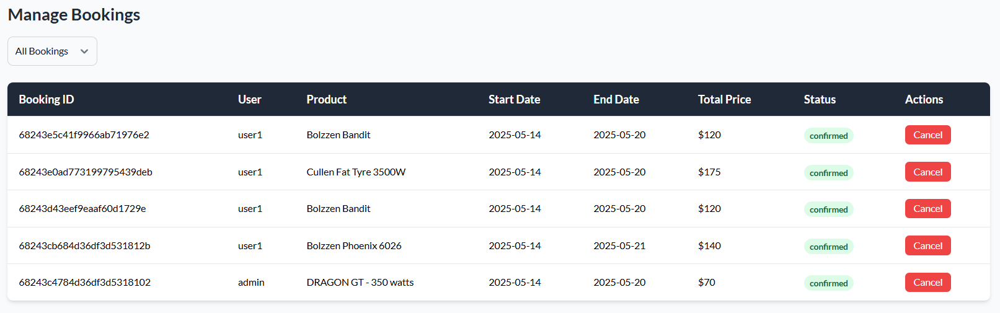 Manage Bookings
All Bookings
Booking ID User Product Start Date End Date Total Price Status Actions
68243e5c41f9966ab71976e2 user1 Bolzzen Bandit 2025-05-14 2025-05-20 $120 confirmed Cancel
68243e0ad773199795439deb user1 Cullen Fat Tyre 3500W 2025-05-14 2025-05-20 $175 confirmed Cancel
68243d43eef9eaaf60d1729e user1 Bolzzen Bandit 2025-05-14 2025-05-20 $120 confirmed Cancel
68243cb684d36df3d531812b user1 Bolzzen Phoenix 6026 2025-05-14 2025-05-21 $140 confirmed Cancel
68243c4784d36df3d5318102 admin DRAGON GT - 350 watts 2025-05-14 2025-05-20 $70 confirmed Cancel